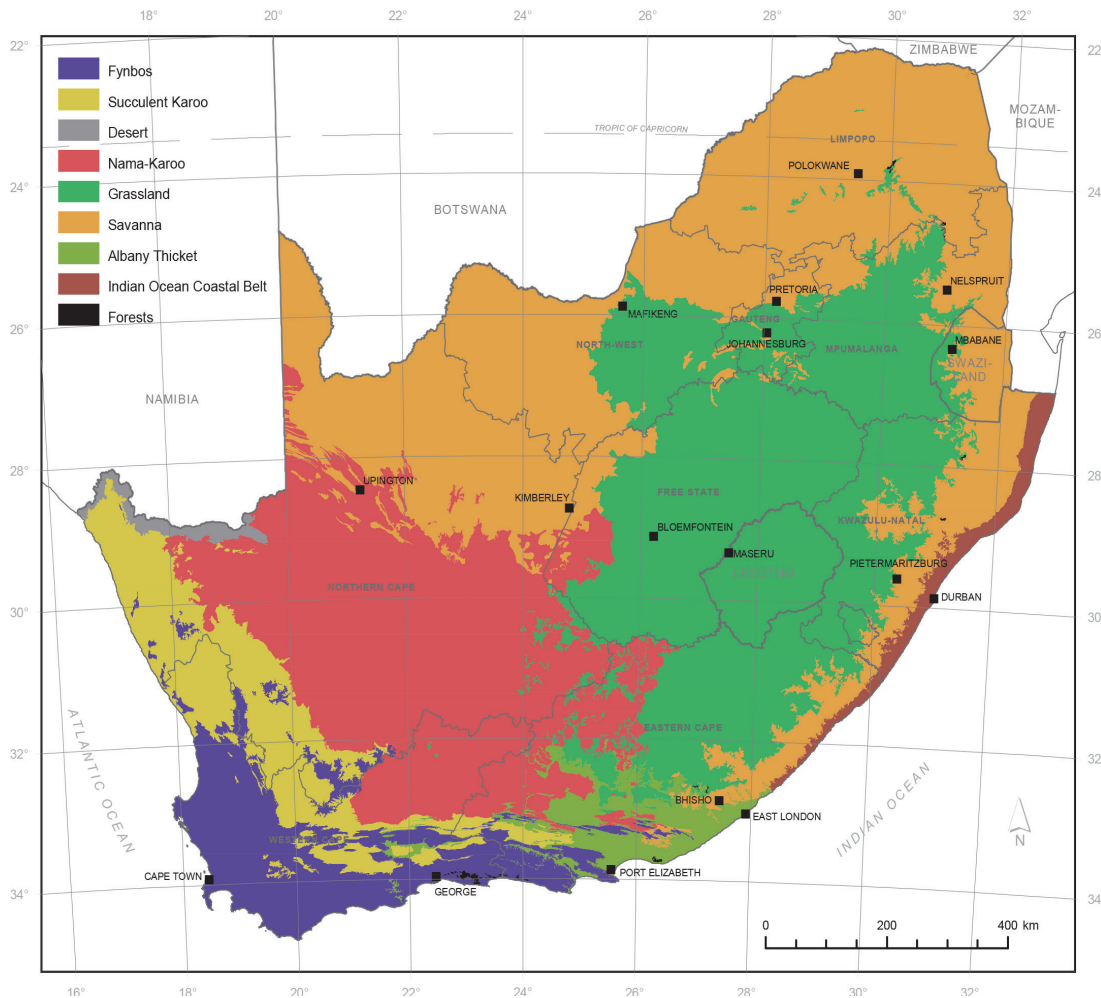 18°
20°
22°
24°
26°
28°
30°
32°
22°
22
ZIMBABWE
Fynbos
Succulent Karoo
Desert
Nama-Karoo
Grassland
Savanna
Albany Thicket
Indian Ocean Coastal Belt
Forests
MOZAM-
BIQUE
TROPIC OF CAPRICORN
LIMPOPO
POLOKWANE
24°
24
BOTSWANA
NELSPRUIT
PRETORIA
MAFIKENG
GAUTENG
26°
26
JOHANNESBURG
NORTH-WEST
MPUMALANGA
MBABANE
SWAZI-
LAND
NAMIBIA
28°
28
UPINGTON
KIMBERLEY
FREE STATE
KWAZULU-NATAL
BLOEMFONTEIN
MASERU
LESOTHO
PIETERMARITZBURG
NORTHERN CAPE
DURBAN
30°
30
EASTERN CAPE
ATLANTIC OCEAN
32°
32
INDIAN OCEAN
BHISHO
EAST LONDON
N
WESTERN CAPE
CAPE TOWN
GEORGE
PORT ELIZABETH
34°
34
0
200
400 km
16°
18°
20°
22°
24°
26°
28°
30°
32°